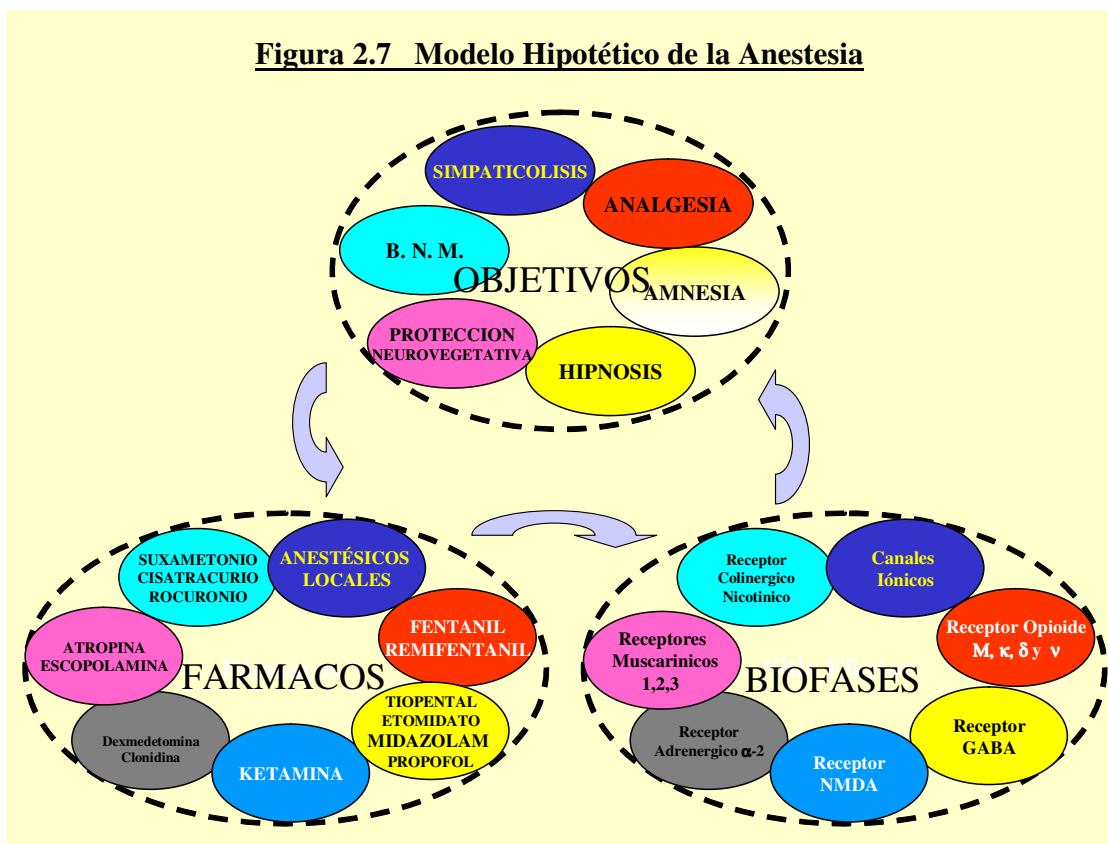 Figura 2.7 Modelo Hipotético de la Anestesia
SIMPATICOLISIS
ANALGESIA
B. N. M.
OBJETIVOS
AMNESIA
PROTECCION
NEUROVEGETATIVA
HIPNOSIS
SUXAMETONIO
CISATRACURIO
ROCURONIO
ANESTÉSICOS
LOCALES
FENTANIL
REMIFENTANIL
ATROPINA
ESCOPOLAMINA
FARMACOS
TIOPENTAL
ETOMIDATO
MIDAZOLAM
PROPOFOL
Dexmedetomina
Clonidina
KETAMINA
Receptor
Colinergico
Nicotinico
Canales
Iónicos
Receptor Opioide
M, κ, δ y ν
Receptores
Muscarinicos
1,2,3
BIOFASES
Receptor
GABA
Receptor
Adrenergico α-2
Receptor
NMDA